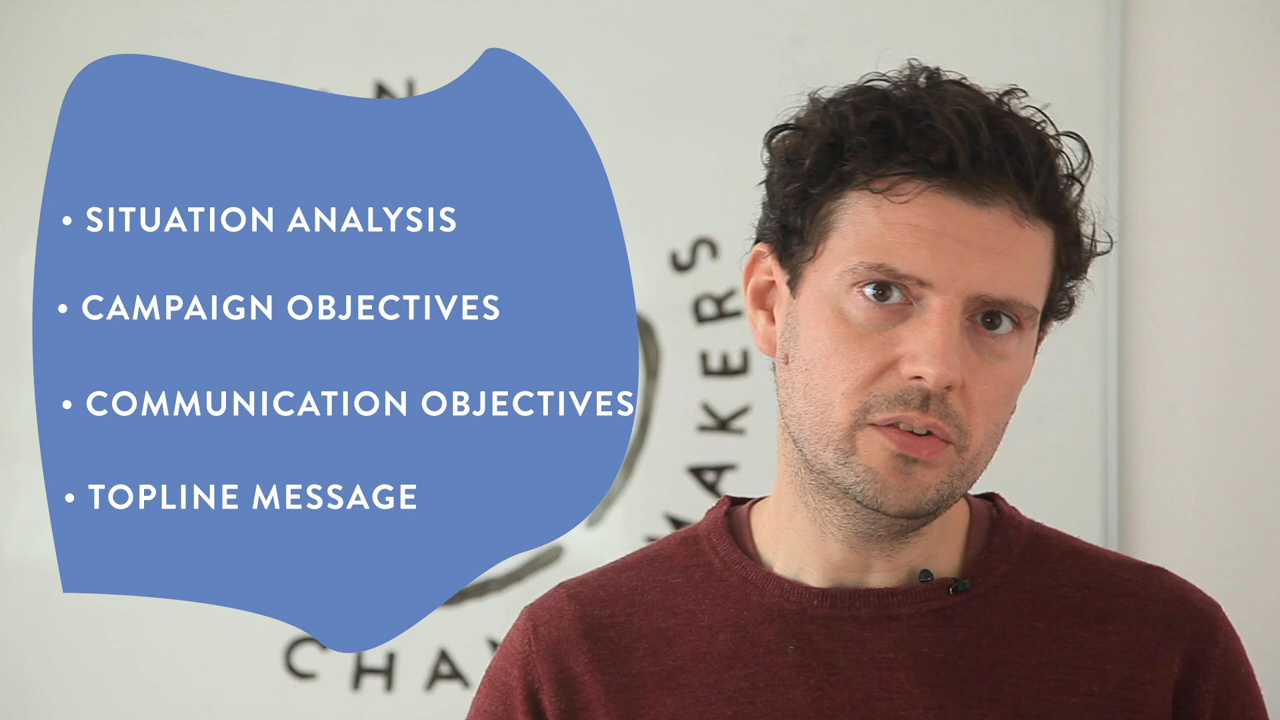 • SITUATION ANALYSIS
• CAMPAIGN OBJECTIVES
• COMMUNICATION OBJECTIVES
• TOPLINE MESSAGE